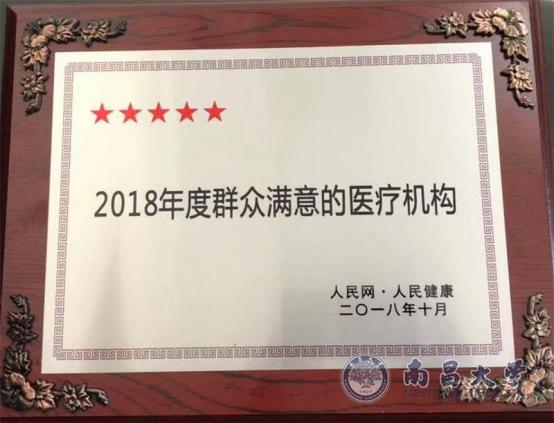 ★★★★★
2018年度群众满意的医疗机构
人民网·人民健康
二〇一八年十月
南昌大学